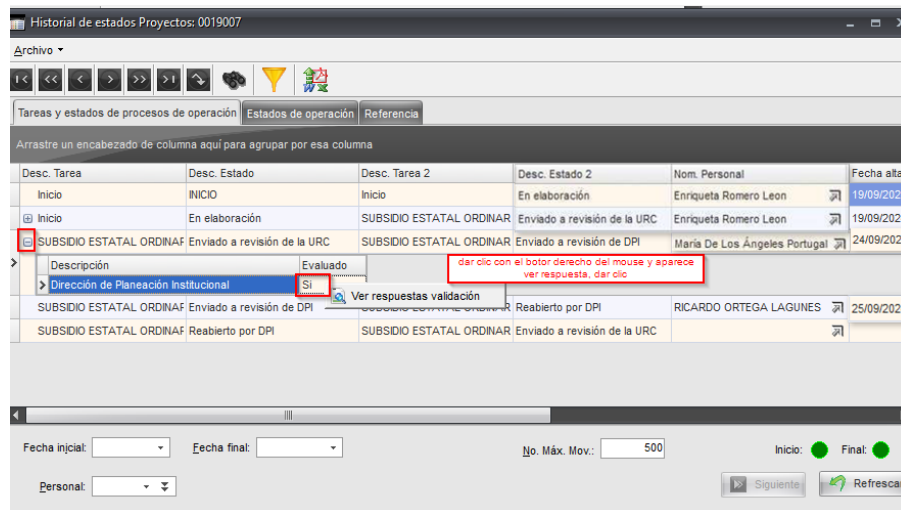 Historial de estados Proyectos: 0019007
Archivo
Tareas y estados de procesos de operación Estados de operación Referencia
Arrastre un encabezado de columna aquí para agrupar por esa columna
Desc. Tarea Desc. Estado Desc. Tarea 2 Desc. Estado 2 Nom. Personal Fecha alta
Inicio INICIO Inicio En elaboración Enriqueta Romero Leon 19/09/202
Inicio En elaboración SUBSIDIO ESTATAL ORDINAR Enviado a revisión de la URC Enriqueta Romero Leon 19/09/202
SUBSIDIO ESTATAL ORDINAR Enviado a revisión de la URC SUBSIDIO ESTATAL ORDINAR Enviado a revisión de DPI María De Los Ángeles Portugal 24/09/202
Descripción Evaluado
dar clic con el botor derecho del mouse y aparece
ver respuesta, dar clic
Dirección de Planeación Institucional Si
Ver respuestas validación
SUBSIDIO ESTATAL ORDINAR Enviado a revisión de DPI SUBSIDIO ESTATAL ORDINAR Reabierto por DPI RICARDO ORTEGA LAGUNES 25/09/202
SUBSIDIO ESTATAL ORDINAR Reabierto por DPI SUBSIDIO ESTATAL ORDINAR Enviado a revisión de la URC
Fecha inicial: Fecha final: No. Máx. Mov.: 500 Inicio: Final:
Personal: Siguiente Refrescar